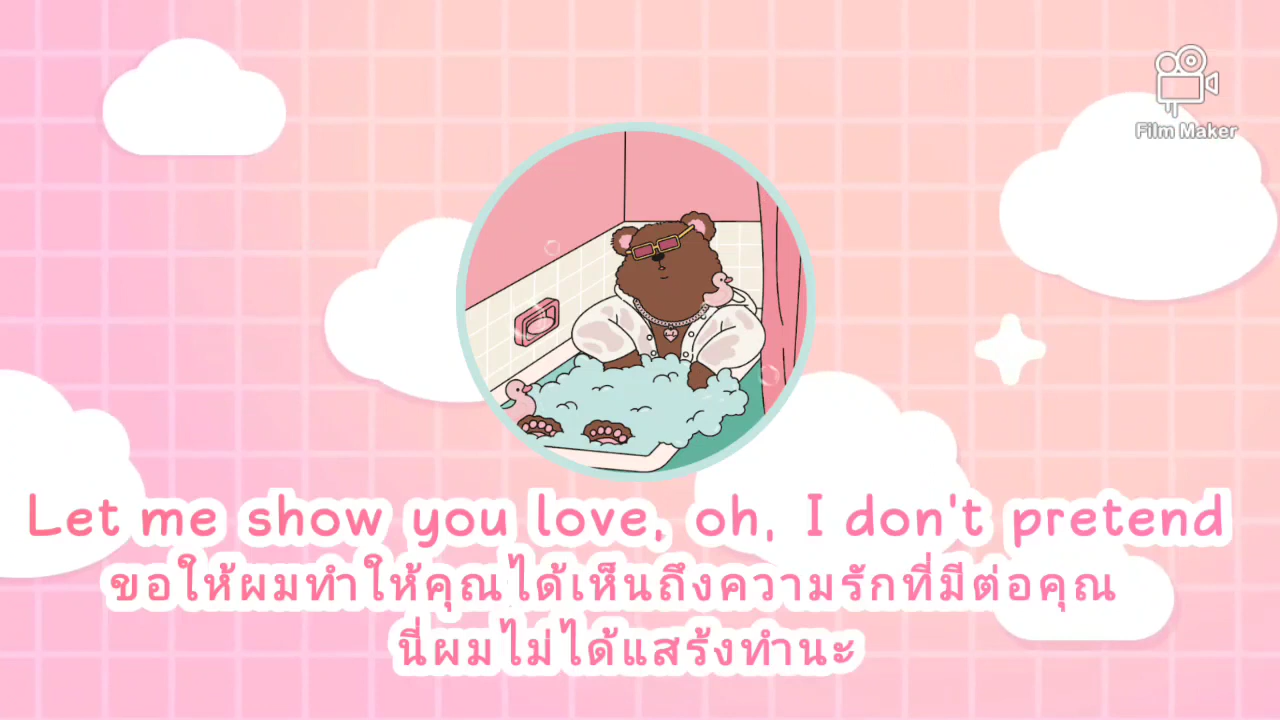 Film Maker
Let me show you love, oh, I don't pretend
ขอให้ผมทำให้คุณได้เห็นถึงความรักที่มีต่อคุณ
นี่ผมไม่ได้แสร้งทำนะ